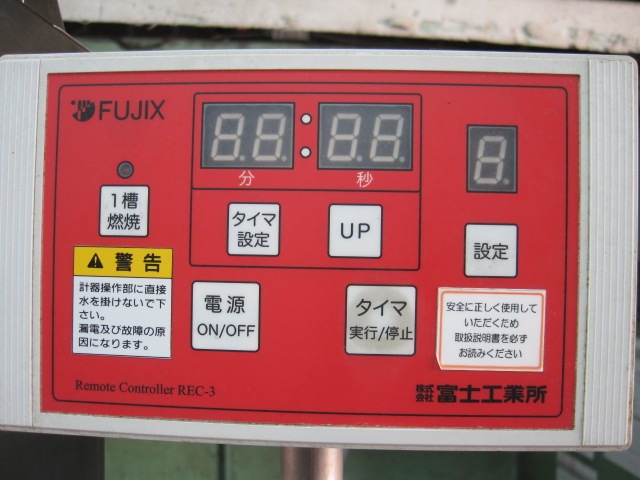 FUJIX
分
秒
1槽
燃焼
タイマ
設定
UP
設定
警告
計器操作部に直接
水を掛けないで下
さい。
漏電及び故障の原
因になります。
電源
ON/OFF
タイマ
実行/停止
安全に正しく使用して
いただくため
取扱説明書を必ず
お読みください
Remote Controller REC-3
株式会社 富士工業所